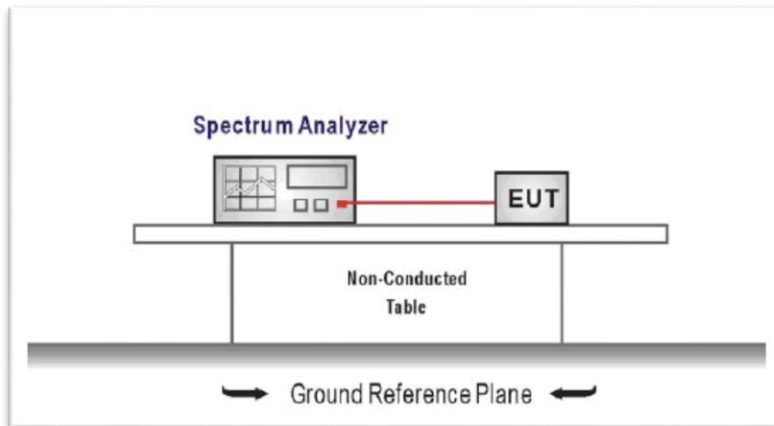 Spectrum Analyzer
EUT
Non-Conducted
Table
Ground Reference Plane